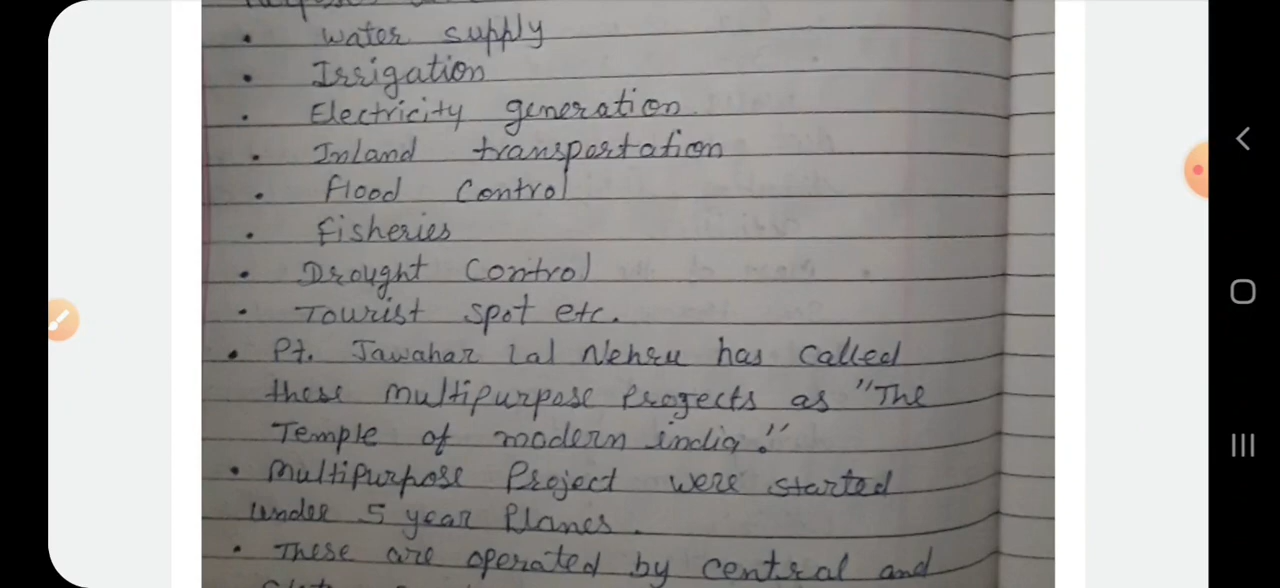 • Water supply
• Irrigation
• Electricity generation.
• Inland transportation
• flood control
• fisheries
• Drought control
• Tourist spot etc.
• Pt. Jawahar lal Nehru has called
these multipurpose projects as "The
Temple of modern india."
• Multipurpose Project were started
under 5 year Planes.
• These are operated by central and